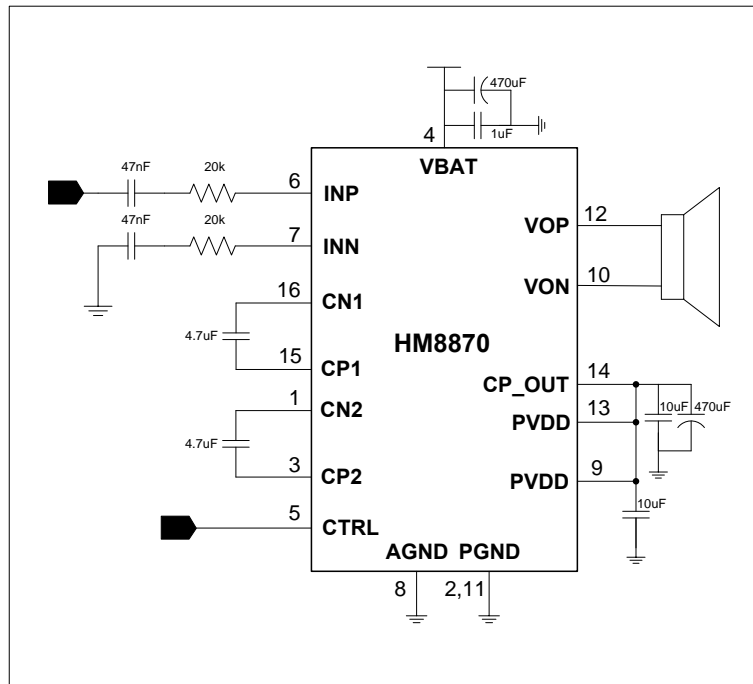 470uF
1uF
4
VBAT
47nF
20k
6
INP
47nF
20k
7
INN
12
VOP
10
VON
16
CN1
4.7uF
15
CP1
HM8870
14
CP_OUT
1
CN2
13
PVDD
10uF
470uF
4.7uF
3
CP2
9
PVDD
10uF
5
CTRL
AGND PGND
8
2,11